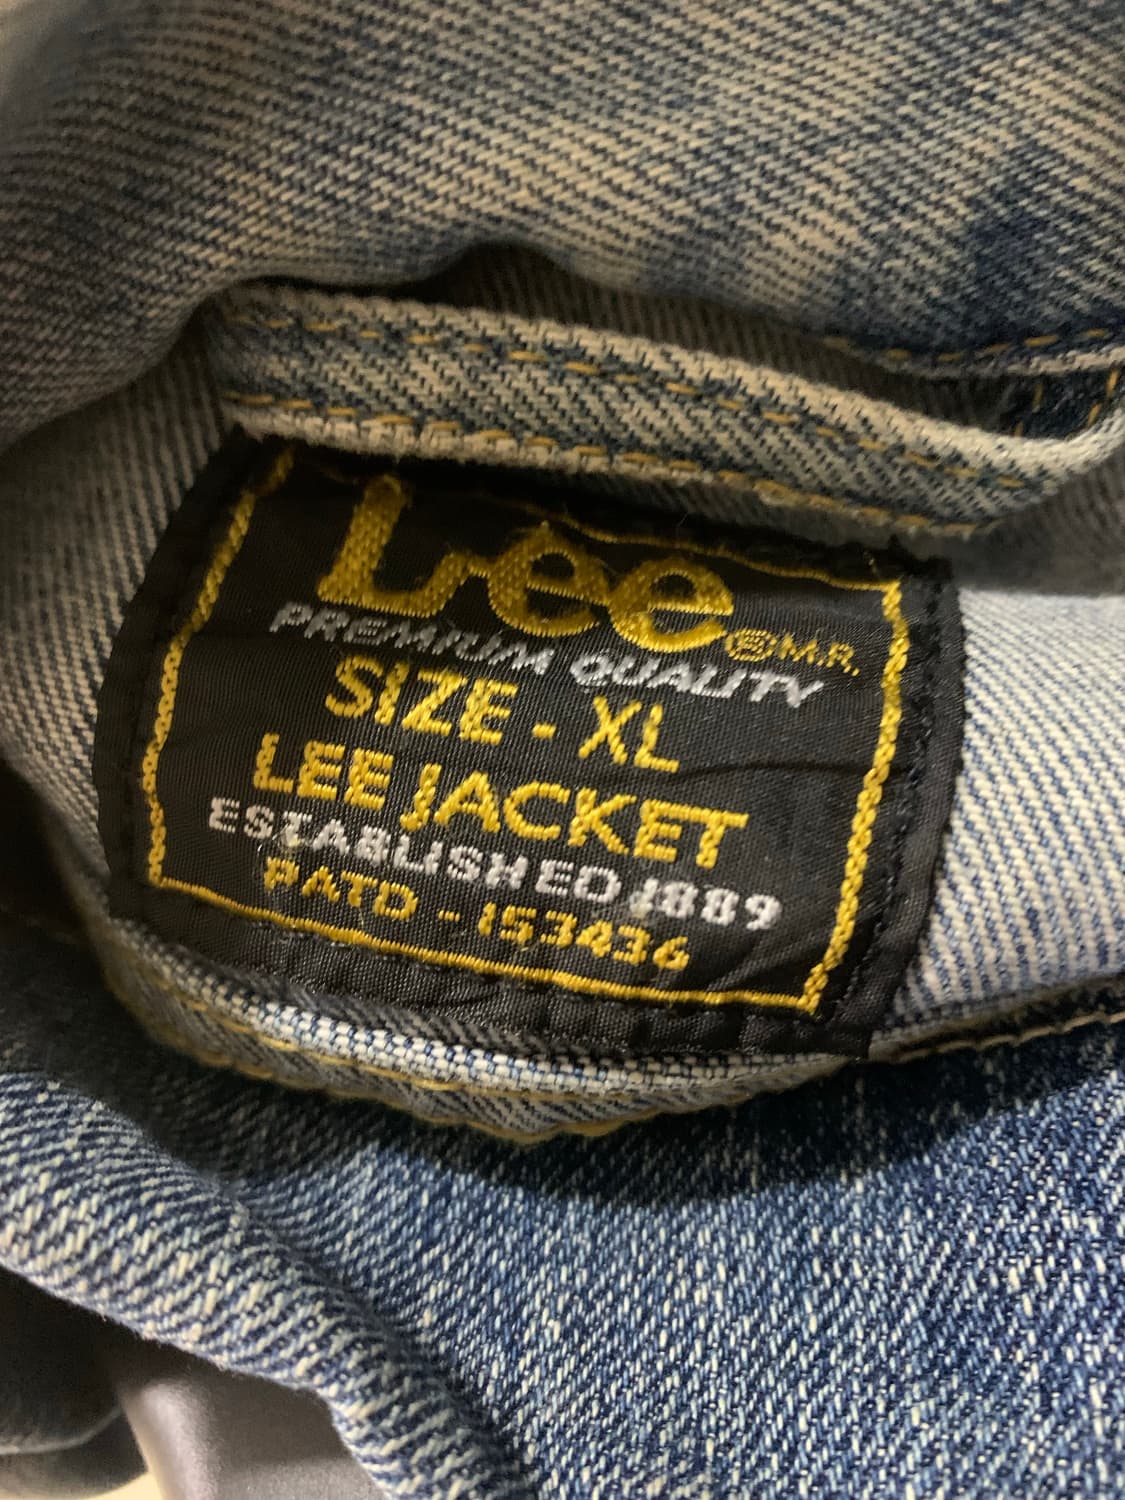 Lee ® M.R.
PREMIUM QUALITY
SIZE - XL
LEE JACKET
ESTABLISHED 1889
PATD - 153436